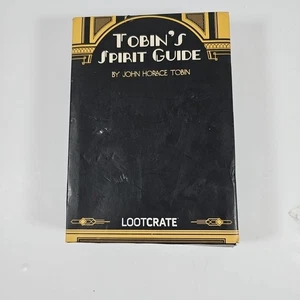 TOBIN'S
SPIRIT GUIDE
BY JOHN HORACE TOBIN
LOOTCRATE